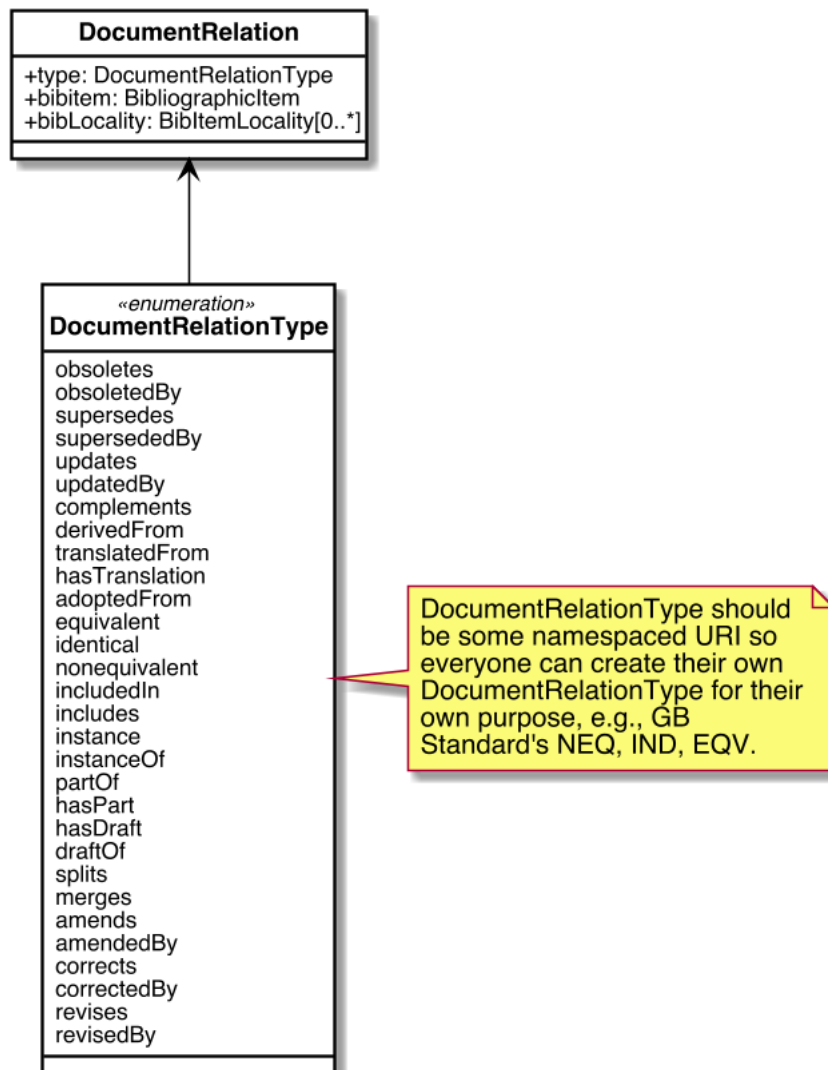 DocumentRelation
+type: DocumentRelationType
+bibitem: BibliographicItem
+bibLocality: BibItemLocality[0..*]
«enumeration»
DocumentRelationType
obsoletes
obsoletedBy
supersedes
supersededBy
updates
updatedBy
complements
derivedFrom
translatedFrom
hasTranslation
adoptedFrom
equivalent
identical
nonequivalent
includedIn
includes
instance
instanceOf
partOf
hasPart
hasDraft
draftOf
splits
merges
amends
amendedBy
corrects
correctedBy
revises
revisedBy
DocumentRelationType should
be some namespaced URI so
everyone can create their own
DocumentRelationType for their
own purpose, e.g., GB
Standard's NEQ, IND, EQV.